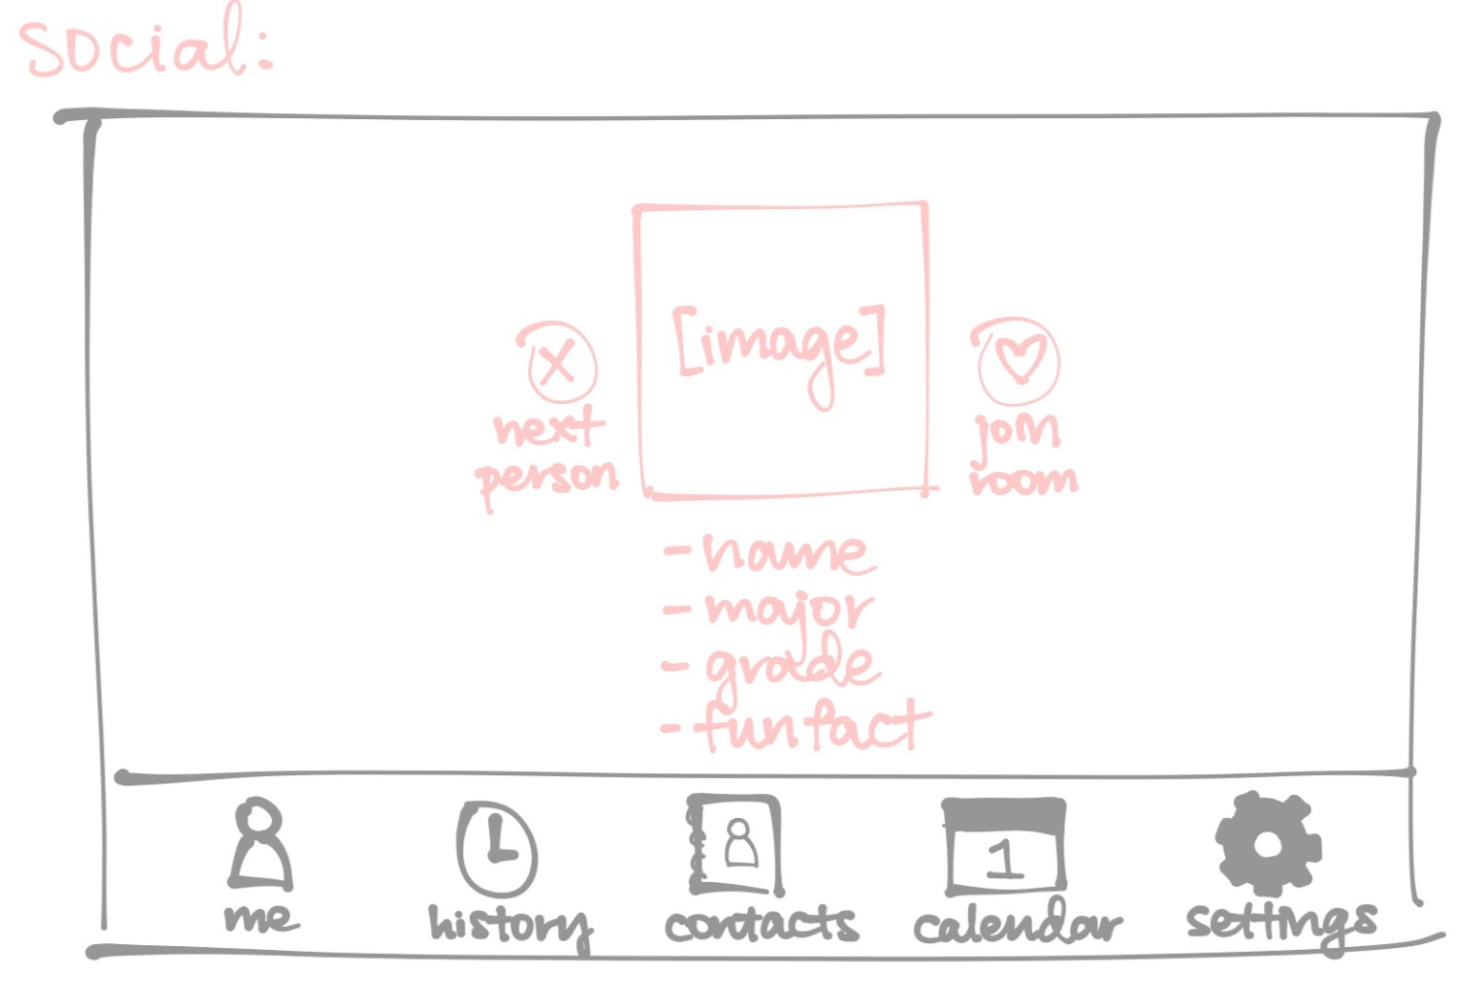 social:
[image]
next
person
join
room
- name
- major
- grade
- fun fact
1
me
history
contacts
calendar
settings